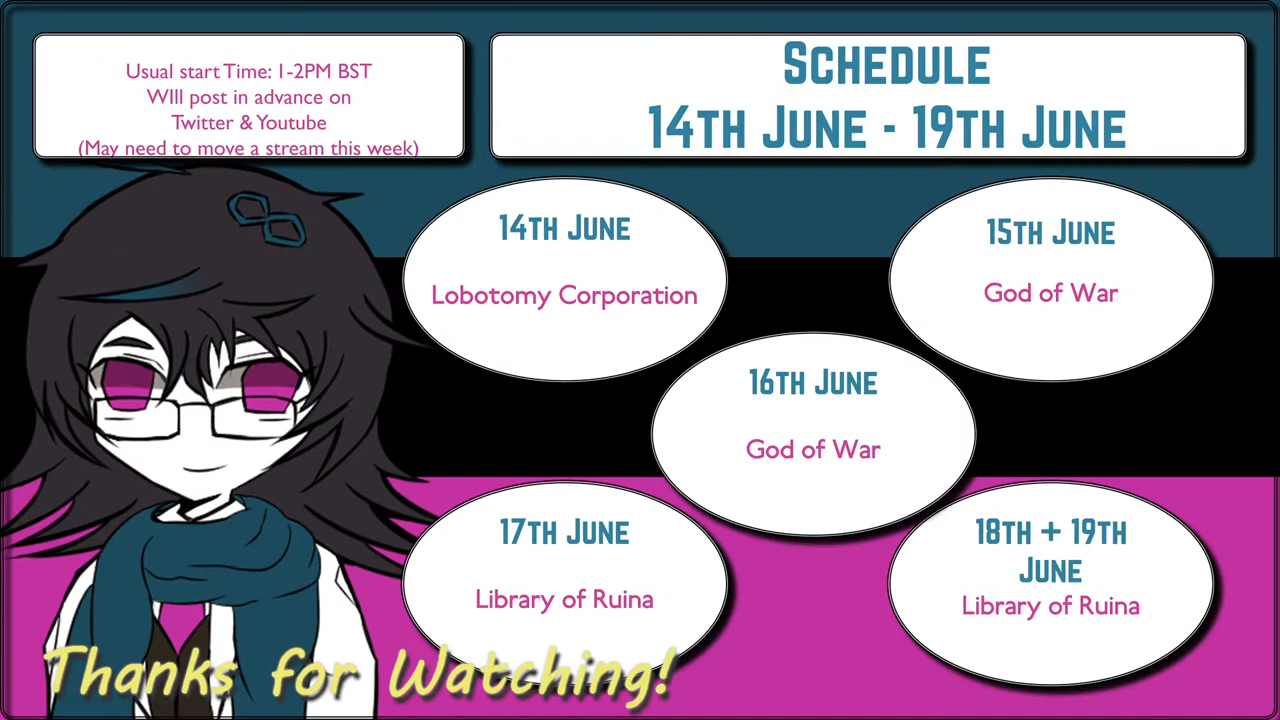 Usual start Time: 1-2PM BST
WIll post in advance on
Twitter & Youtube
(May need to move a stream this week)
Schedule
14th June - 19th June
14th June
Lobotomy Corporation
15th June
God of War
16th June
God of War
17th June
Library of Ruina
18th + 19th
June
Library of Ruina
Thanks for Watching!